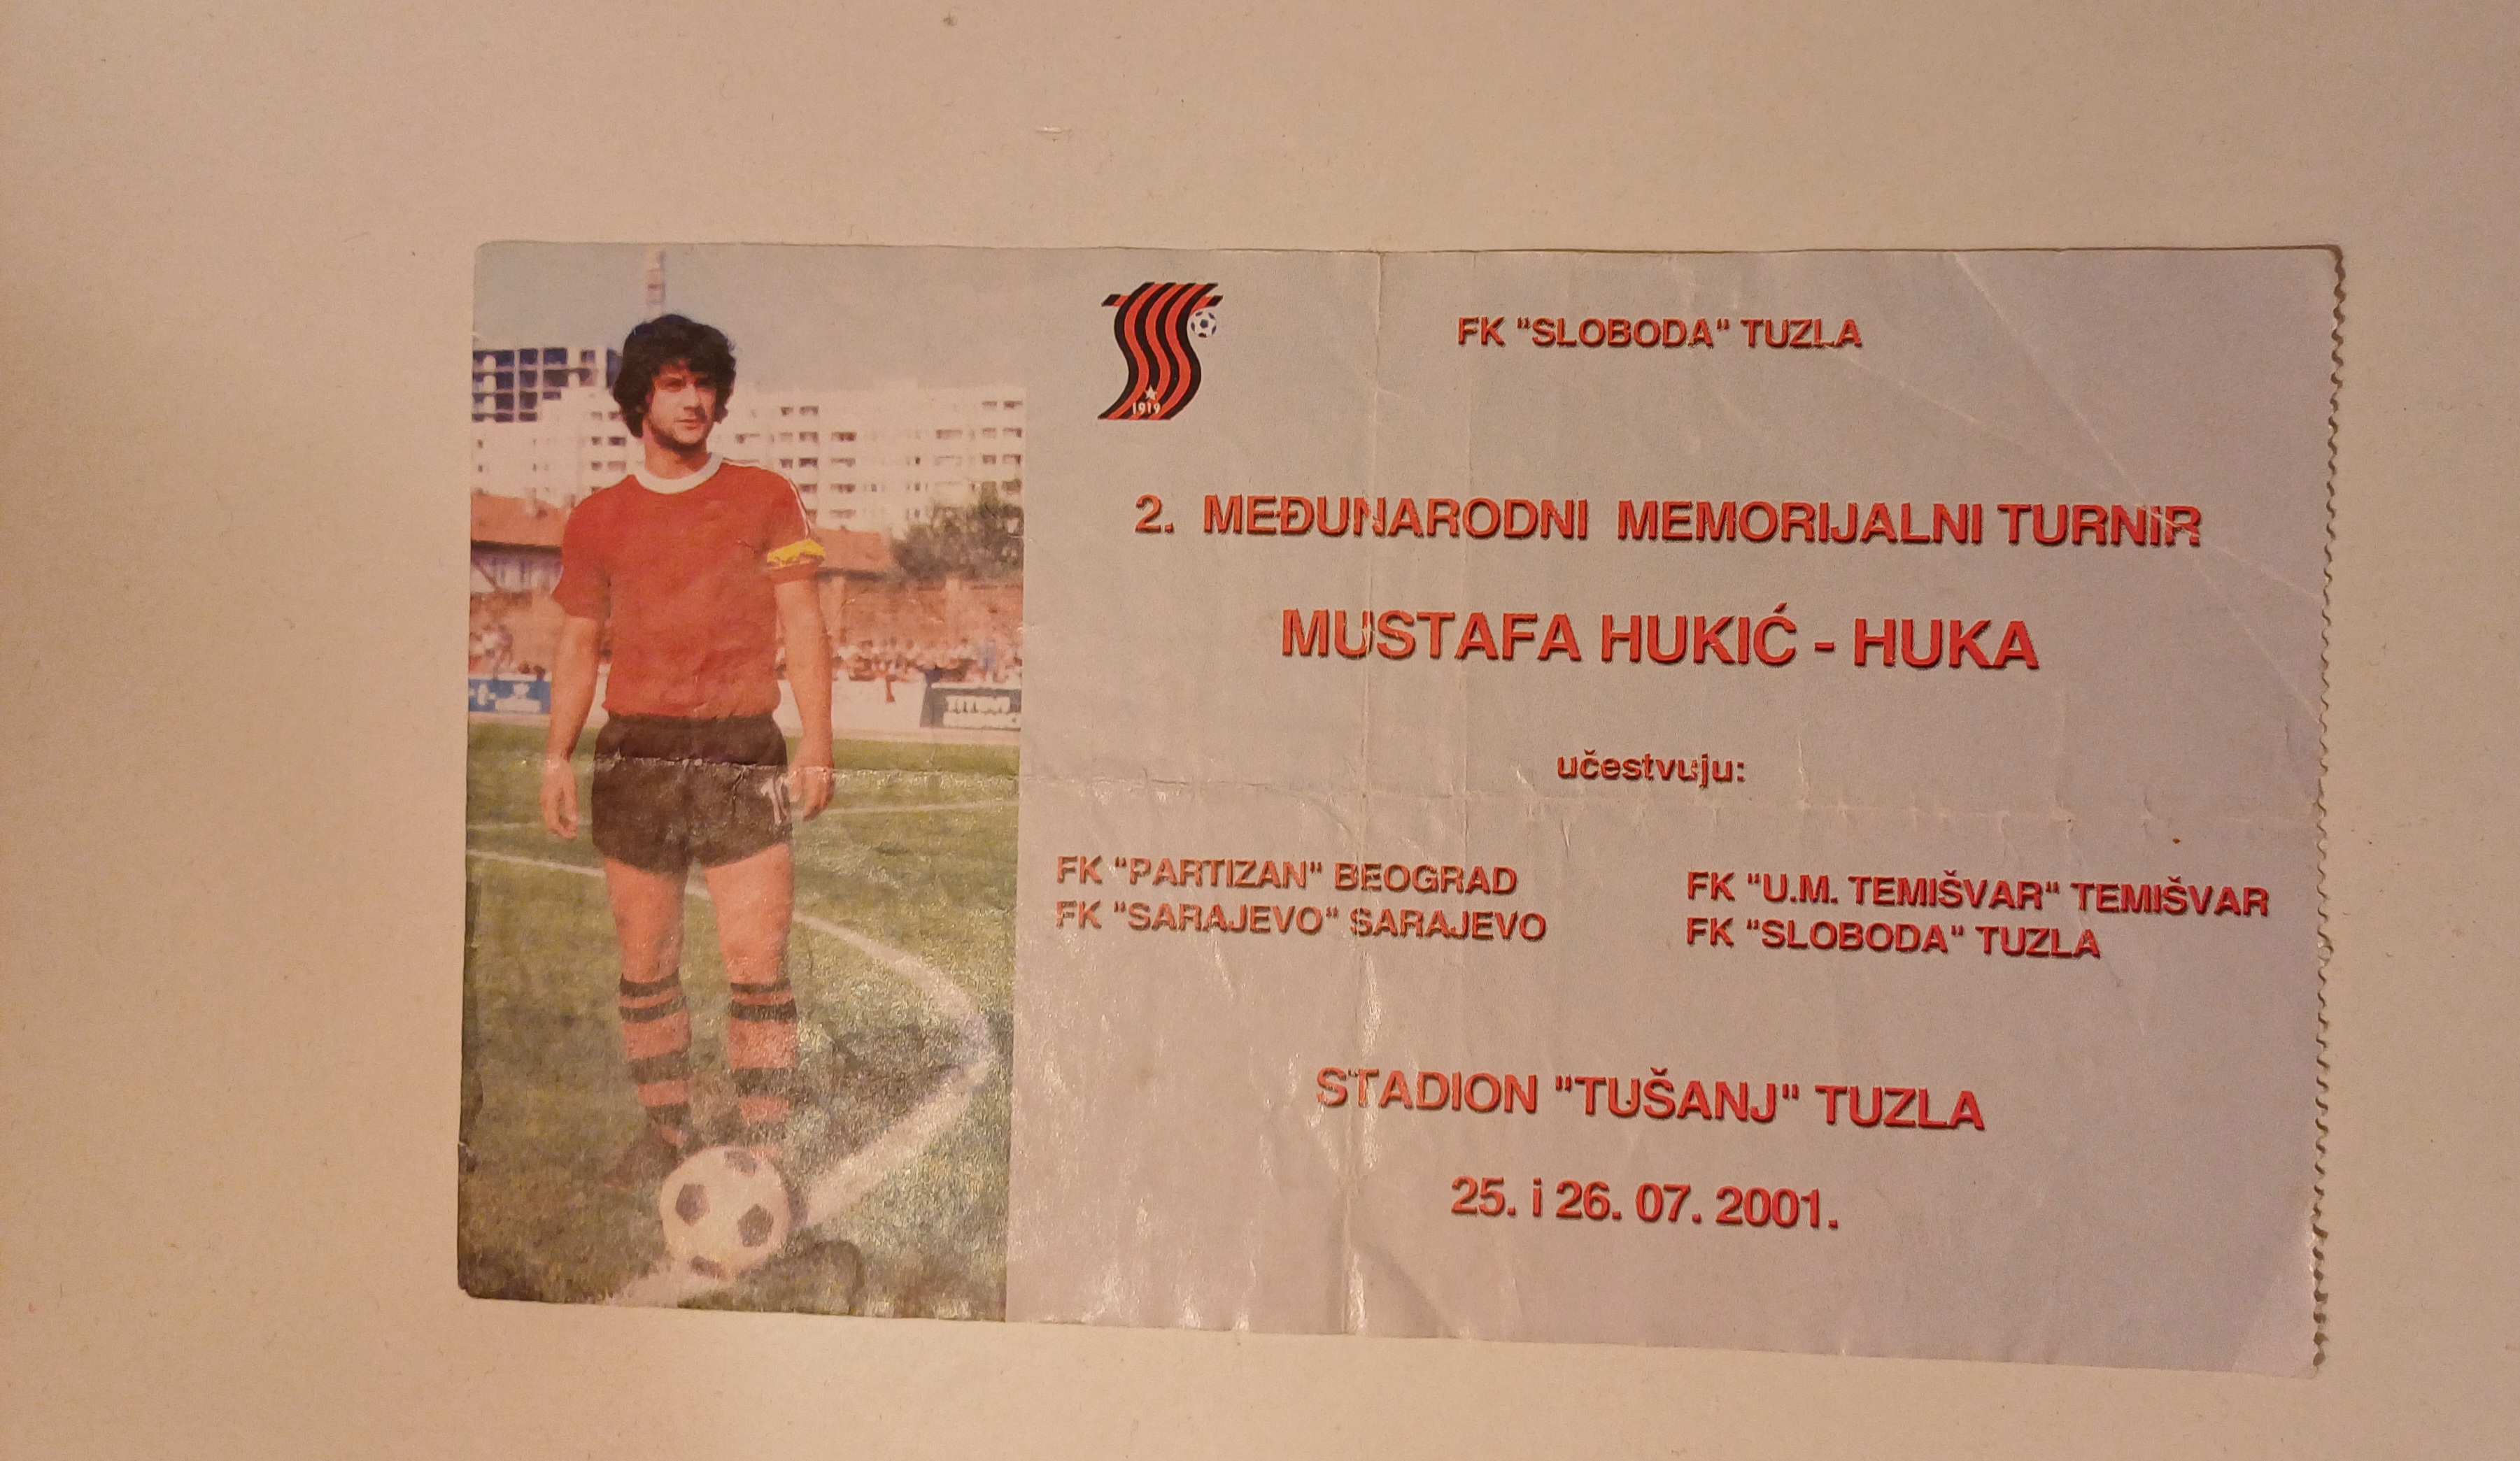 1919
FK "SLOBODA" TUZLA
2. MEĐUNARODNI MEMORIJALNI TURNIR
MUSTAFA HUKIĆ - HUKA
učestvuju:
FK "PARTIZAN" BEOGRAD
FK "SARAJEVO" SARAJEVO
FK "U.M. TEMIŠVAR" TEMIŠVAR
FK "SLOBODA" TUZLA
STADION "TUŠANJ" TUZLA
25. i 26. 07. 2001.